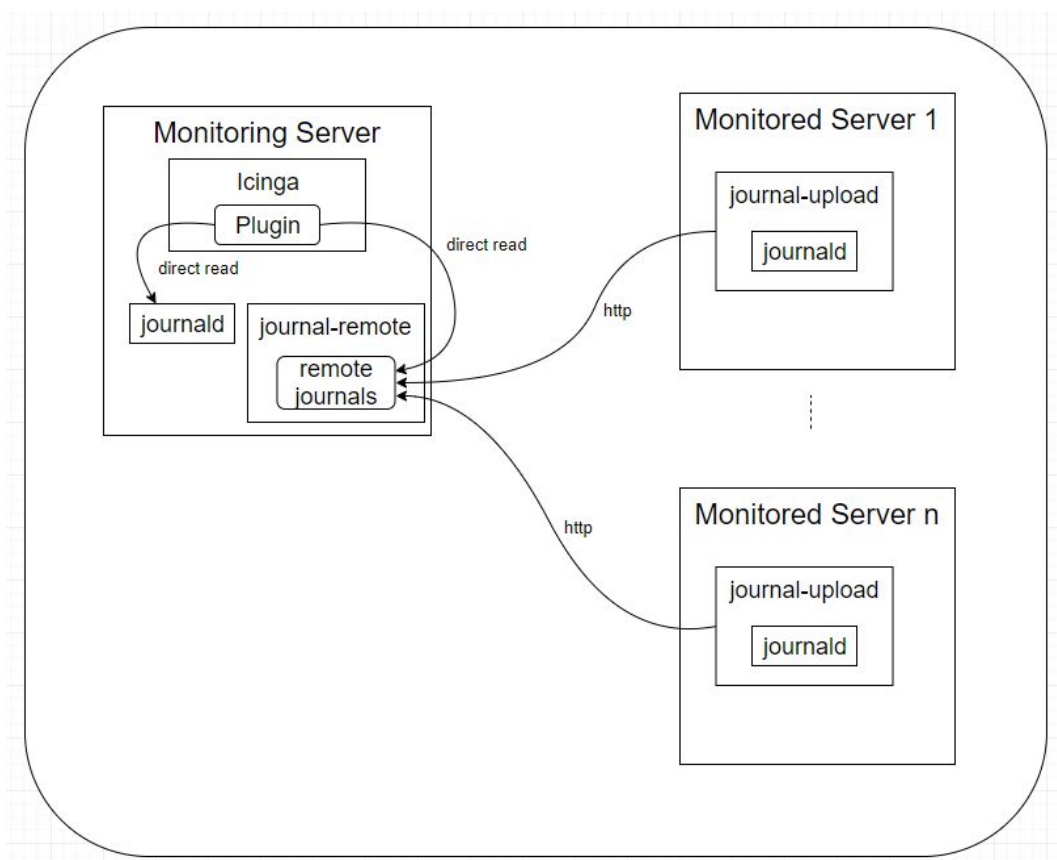 Monitoring Server
Icinga
Plugin
direct read
direct read
journald
journal-remote
remote
journals
http
http
Monitored Server 1
journal-upload
journald
Monitored Server n
journal-upload
journald